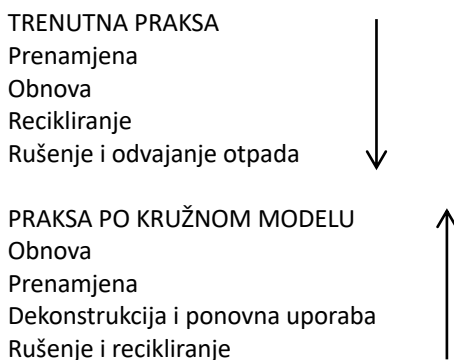 TRENUTNA PRAKSA
Prenamjena
Obnova
Recikliranje
Rušenje i odvajanje otpada
PRAKSA PO KRUŽNOM MODELU
Obnova
Prenamjena
Dekonstrukcija i ponovna uporaba
Rušenje i recikliranje